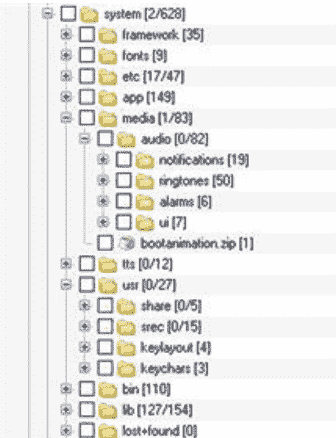 system [2/628]
framework [35]
fonts [9]
etc [17/47]
app [149]
media [1/83]
audio [0/82]
notifications [19]
ringtones [50]
alarms [6]
ui [7]
bootanimation.zip [1]
tts [0/12]
usr [0/27]
share [0/5]
srec [0/15]
keylayout [4]
keychars [3]
bin [110]
lib [127/154]
lost+found [0]